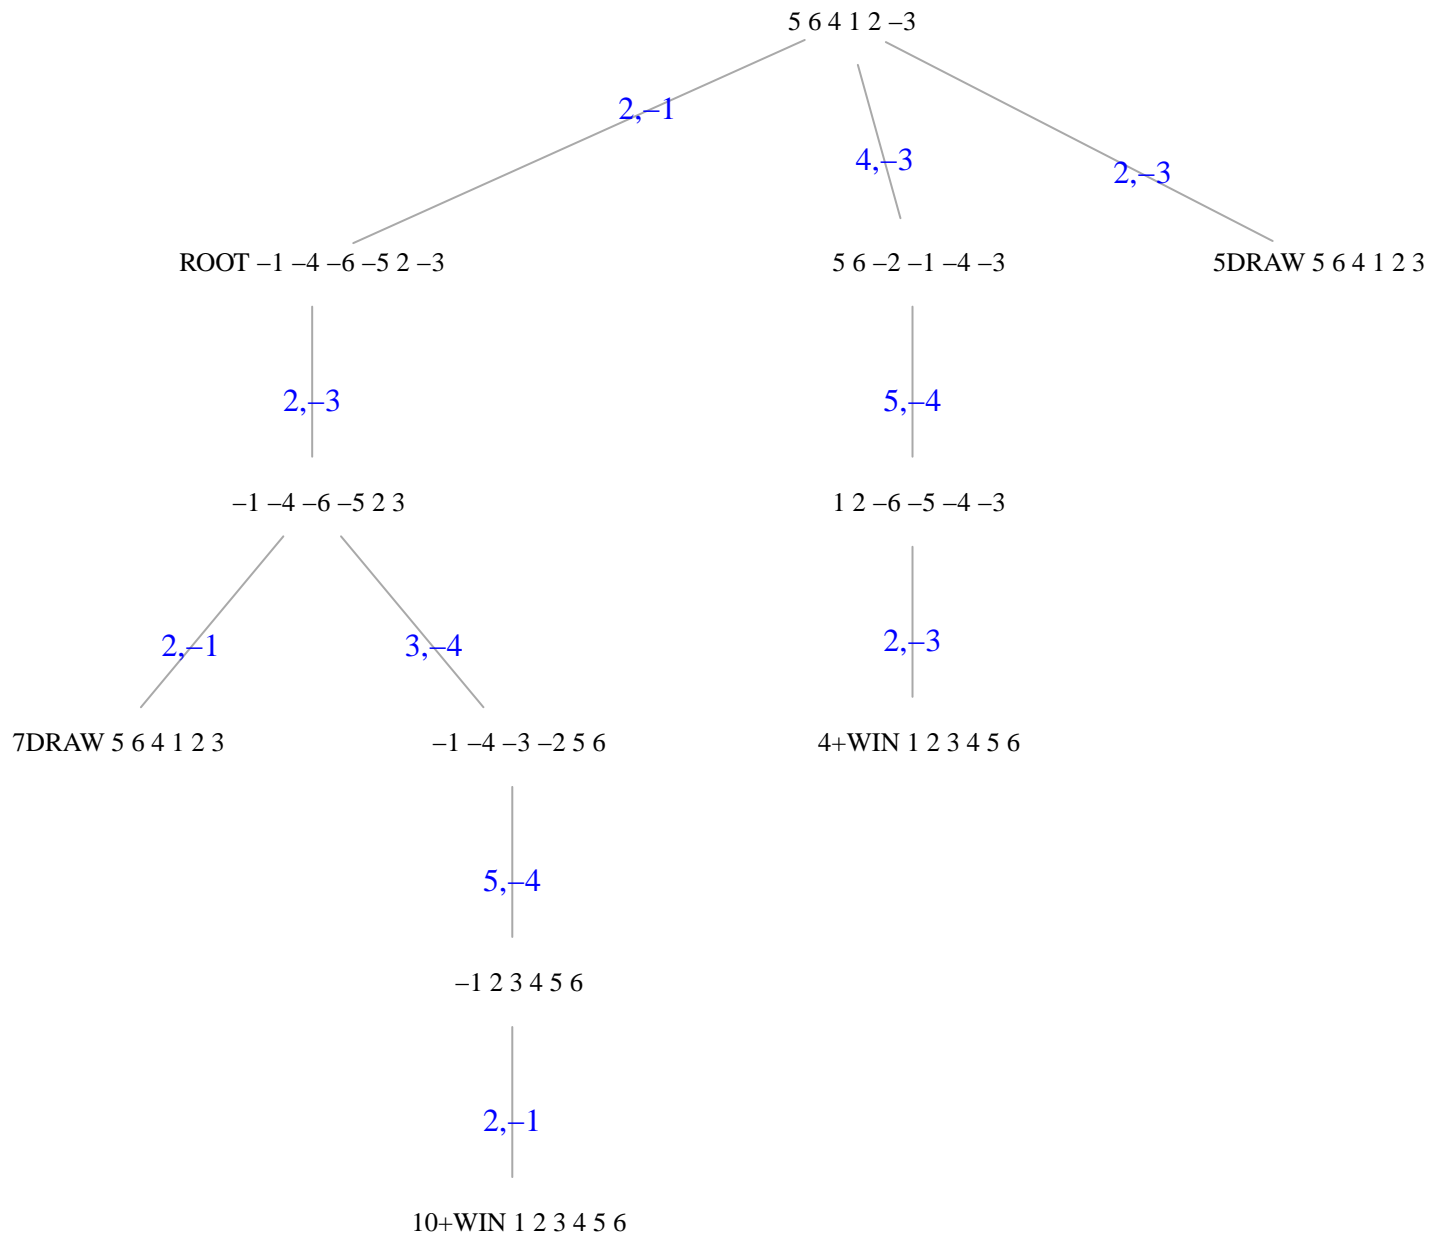 5 6 4 1 2 –3
2,–1
4,–3
2,–3
ROOT –1 –4 –6 –5 2 –3
5 6 –2 –1 –4 –3
5DRAW 5 6 4 1 2 3
2,–3
5,–4
–1 –4 –6 –5 2 3
1 2 –6 –5 –4 –3
2,–1
3,–4
2,–3
7DRAW 5 6 4 1 2 3
–1 –4 –3 –2 5 6
4+WIN 1 2 3 4 5 6
5,–4
–1 2 3 4 5 6
2,–1
10+WIN 1 2 3 4 5 6